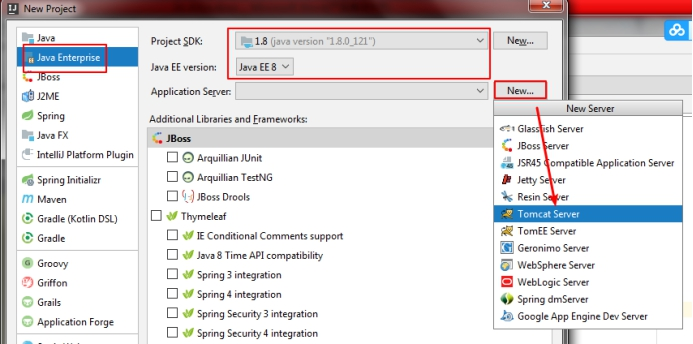 New Project
Java
Java Enterprise
JBoss
J2ME
Spring
Java FX
IntelliJ Platform Plugin
Spring Initializr
Maven
Gradle (Kotlin DSL)
Gradle
Groovy
Griffon
Grails
Application Forge
Project SDK:
1.8 (java version "1.8.0_121")
New...
Java EE version:
Java EE 8
Application Server:
New...
Additional Libraries and Frameworks:
JBoss
Arquillian JUnit
Arquillian TestNG
JBoss Drools
Thymeleaf
IE Conditional Comments support
Java 8 Time API compatibility
Spring 3 integration
Spring 4 integration
Spring Security 3 integration
Spring Security 4 integration
New Server
Glassfish Server
JBoss Server
JSR45 Compatible Application Server
Jetty Server
Resin Server
Tomcat Server
TomEE Server
Geronimo Server
WebSphere Server
WebLogic Server
Spring dmServer
Google App Engine Dev Server